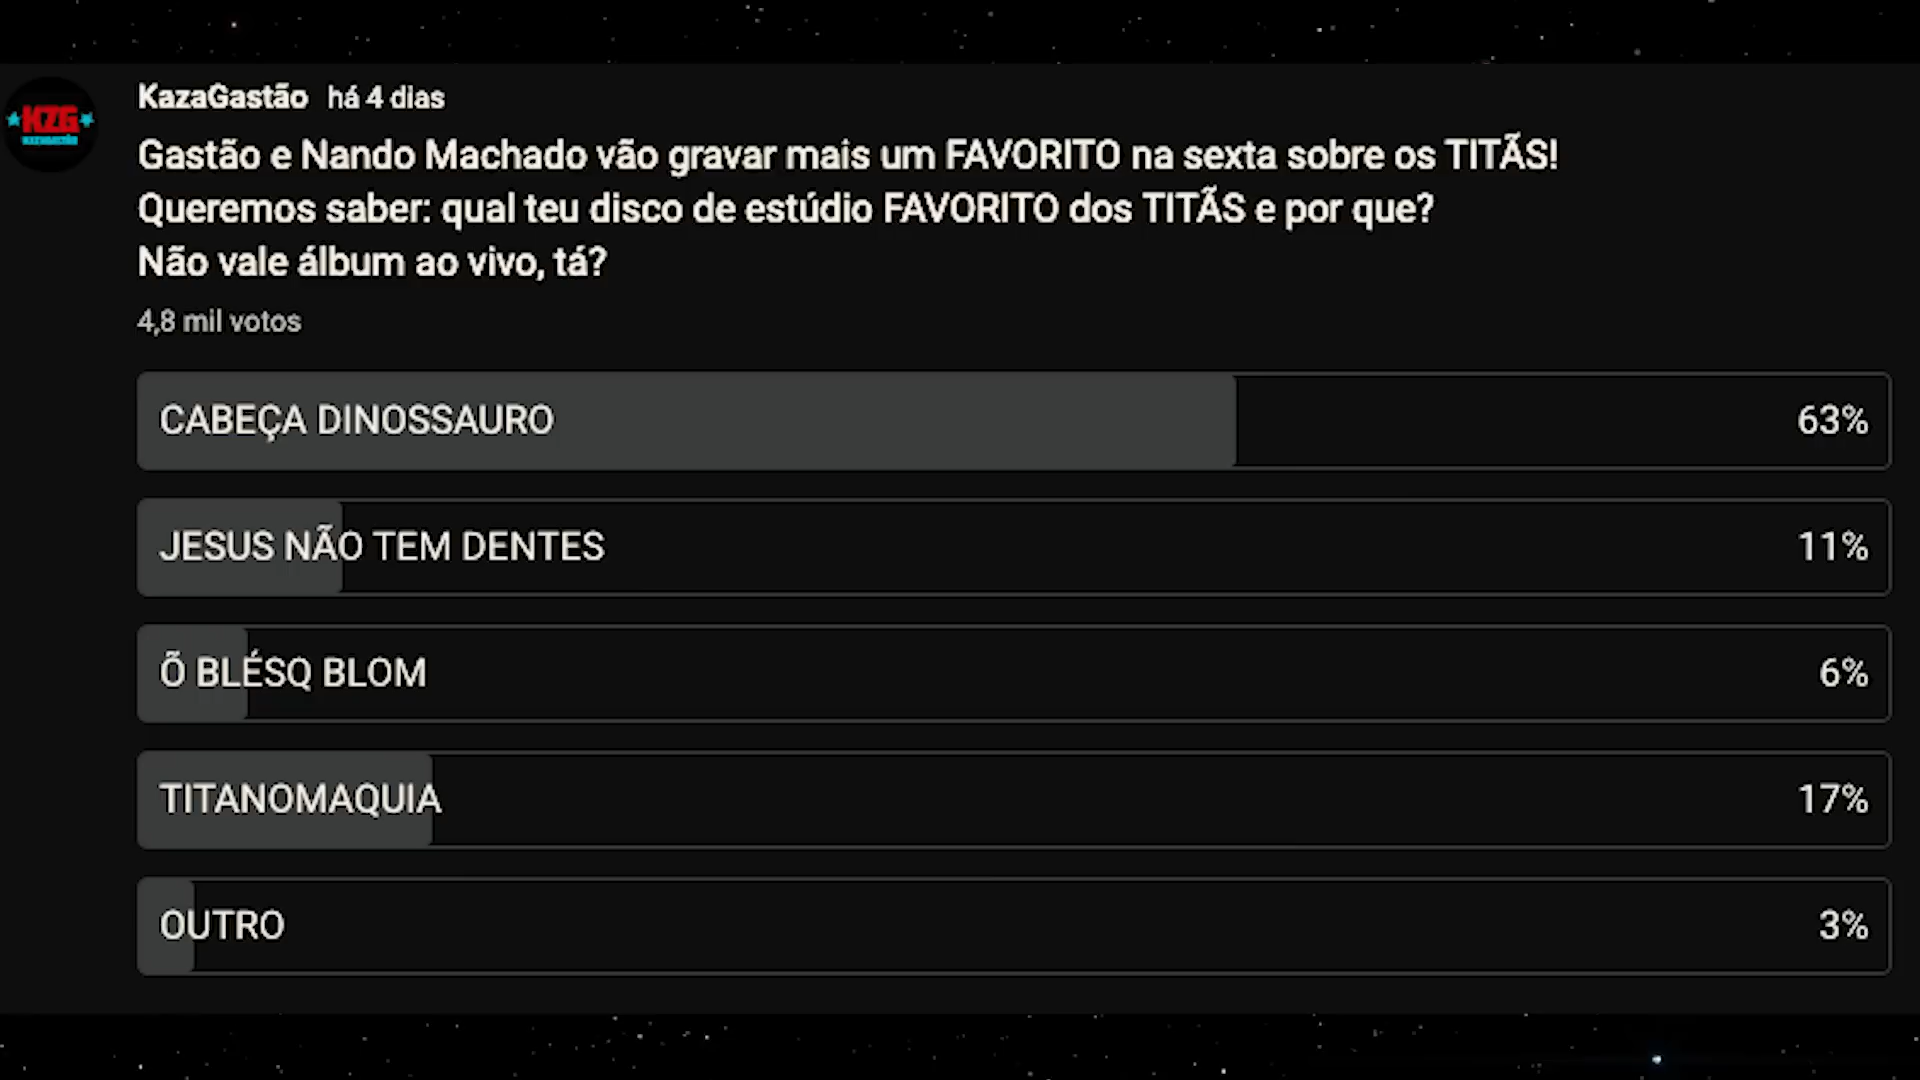 KZG
KAZAGASTÃO
KazaGastão há 4 dias
Gastão e Nando Machado vão gravar mais um FAVORITO na sexta sobre os TITÃS!
Queremos saber: qual teu disco de estúdio FAVORITO dos TITÃS e por que?
Não vale álbum ao vivo, tá?
4,8 mil votos
CABEÇA DINOSSAURO 63%
JESUS NÃO TEM DENTES 11%
Õ BLÉSQ BLOM 6%
TITANOMAQUIA 17%
OUTRO 3%